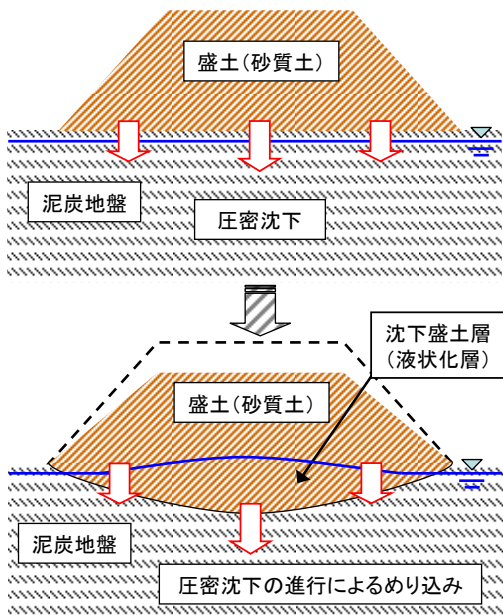 盛土(砂質土)
泥炭地盤
圧密沈下
沈下盛土層
(液状化層)
盛土(砂質土)
泥炭地盤
圧密沈下の進行によるめり込み